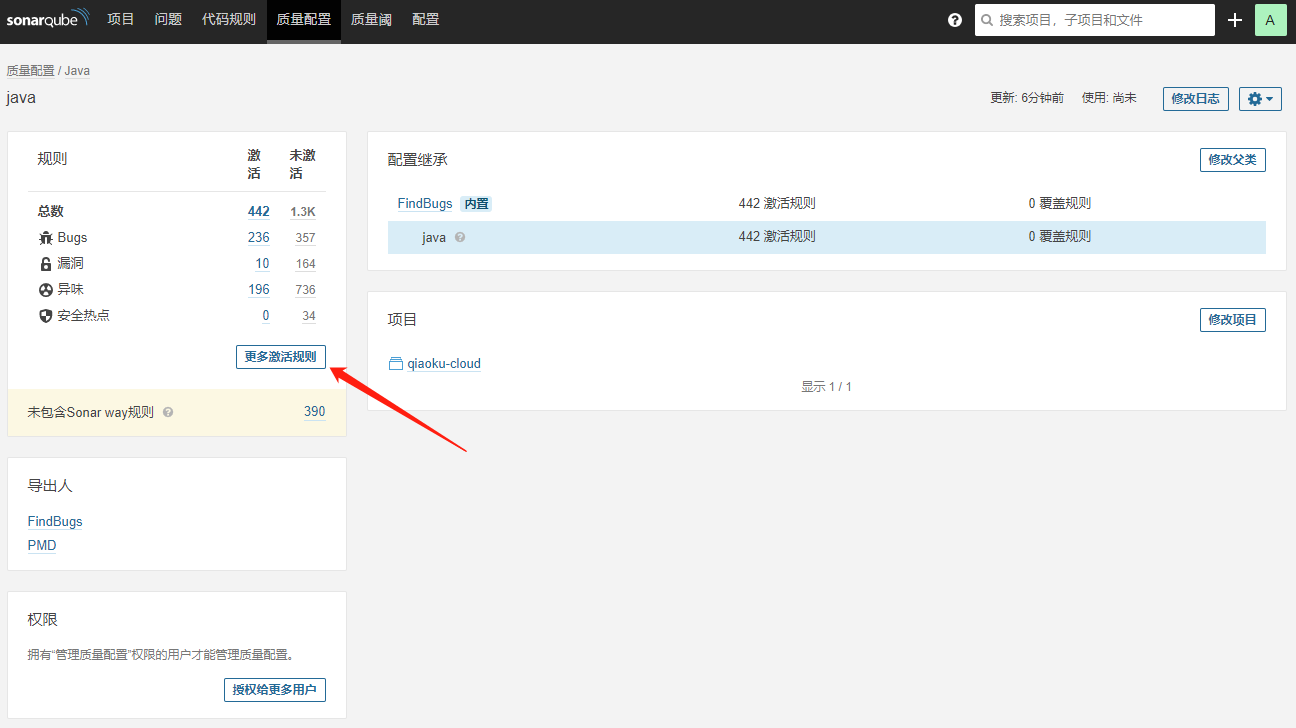 sonarqube 项目 问题 代码规则 质量配置 质量阈 配置 ? 搜索项目，子项目和文件 + A
质量配置 / Java
java 更新: 6分钟前 使用: 尚未 修改日志
规则 激活 未激活
总数 442 1.3K
Bugs 236 357
漏洞 10 164
异味 196 736
安全热点 0 34
更多激活规则
未包含Sonar way规则 ? 390
导出人
FindBugs
PMD
权限
拥有“管理质量配置”权限的用户才能管理质量配置。
授权给更多用户
配置继承 修改父类
FindBugs 内置 442 激活规则 0 覆盖规则
java ? 442 激活规则 0 覆盖规则
项目 修改项目
qiaoku-cloud
显示 1 / 1